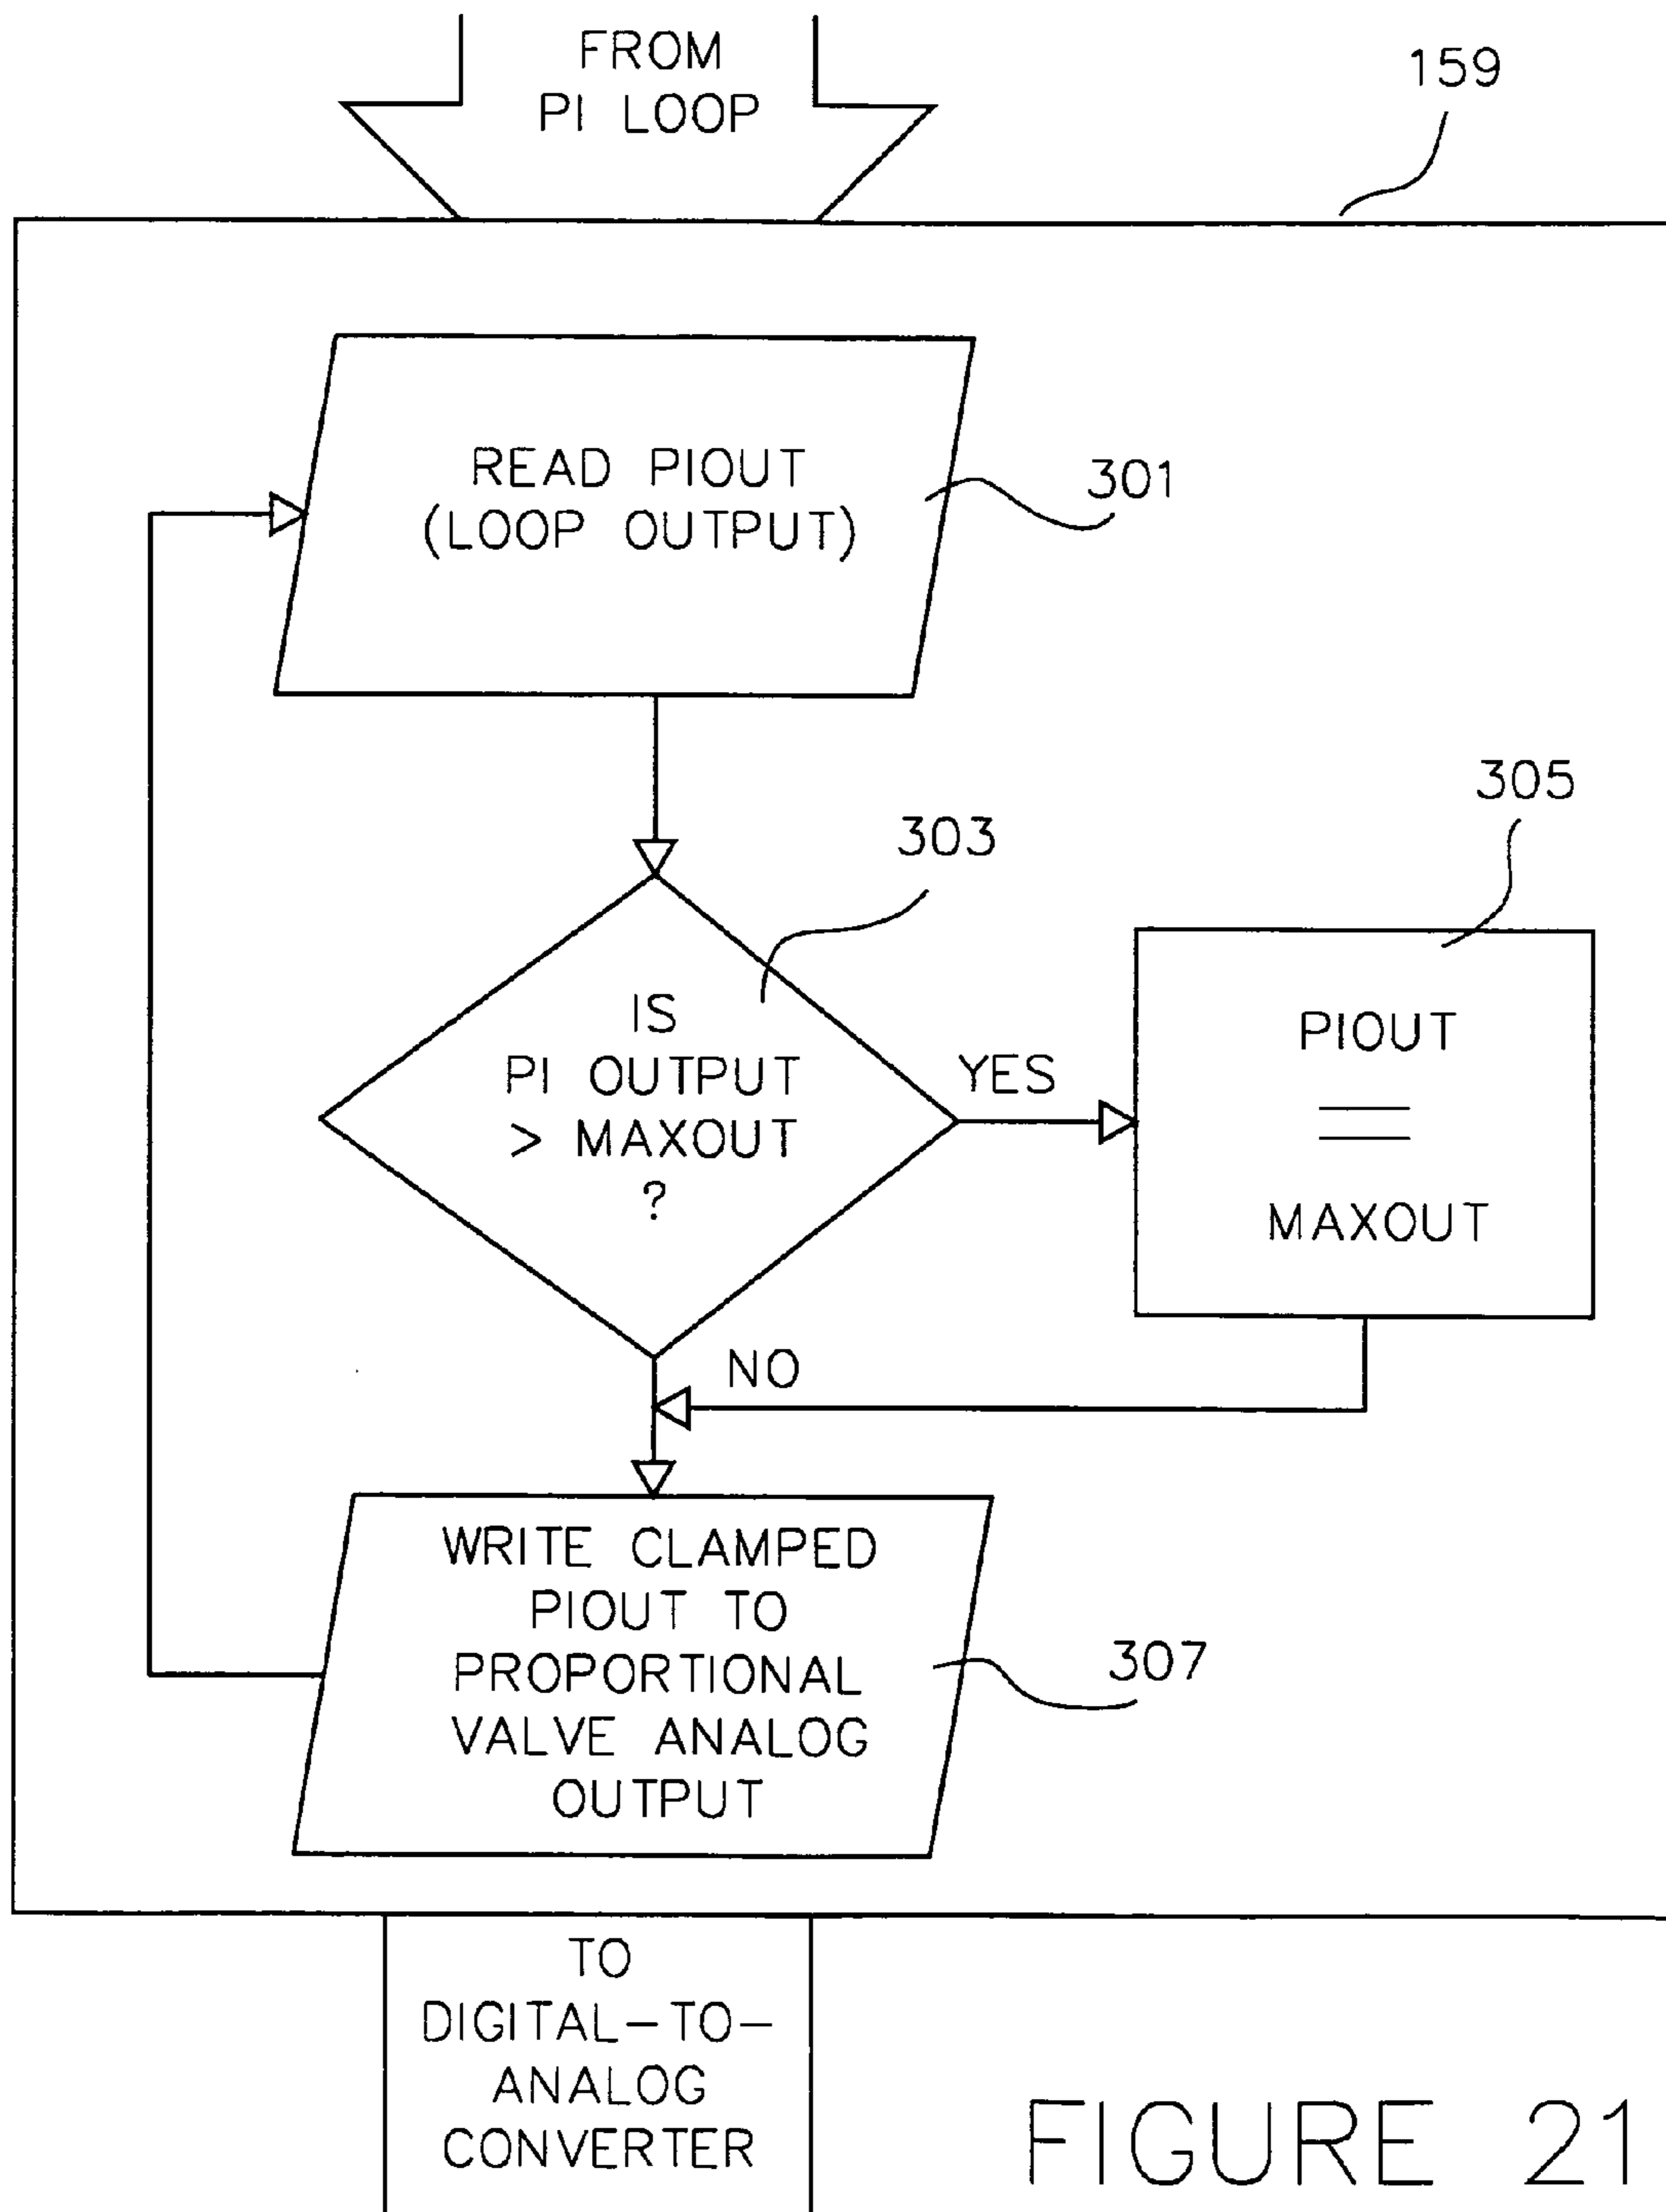 FROM
PI LOOP
159
READ PIOUT
(LOOP OUTPUT)
301
303
305
IS
PI OUTPUT
> MAXOUT
?
YES
PIOUT
=
MAXOUT
NO
WRITE CLAMPED
PIOUT TO
PROPORTIONAL
VALVE ANALOG
OUTPUT
307
TO
DIGITAL-TO-
ANALOG
CONVERTER
FIGURE 21